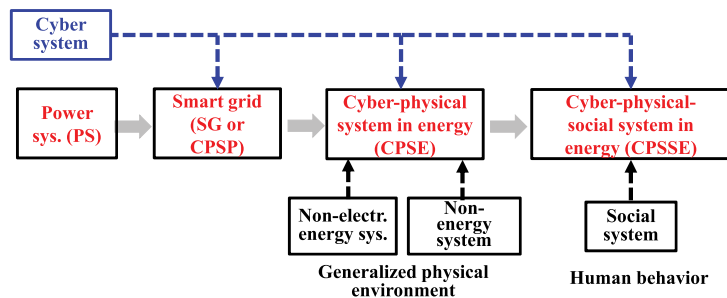 Cyber
system
Power
sys. (PS)
Smart grid
(SG or
CPSP)
Cyber-physical
system in energy
(CPSE)
Cyber-physical-
social system in
energy (CPSSE)
Non-electr.
energy sys.
Non-
energy
system
Social
system
Generalized physical
environment
Human behavior